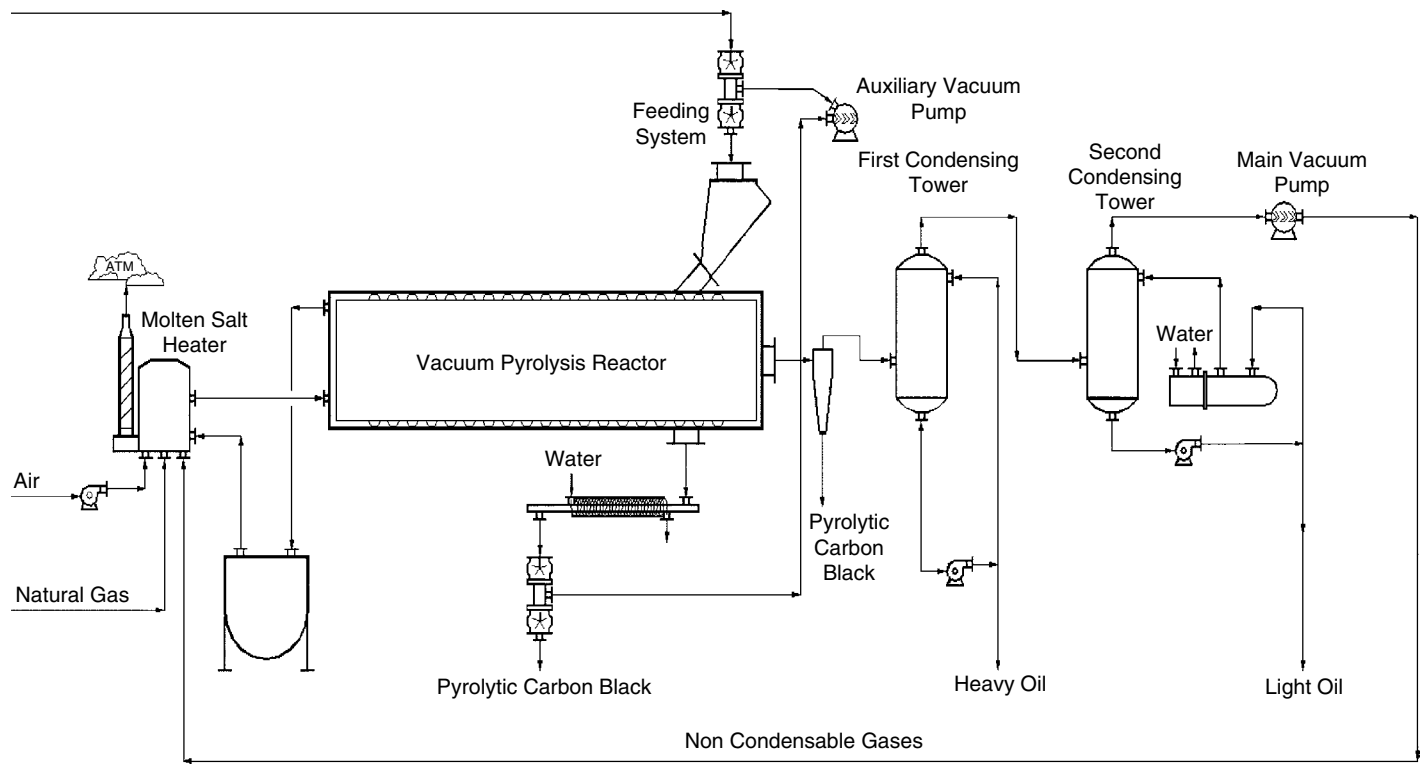 Auxiliary Vacuum
Pump
Feeding
System
First Condensing
Tower
Second
Condensing
Tower
Main Vacuum
Pump
ATM
Molten Salt
Heater
Vacuum Pyrolysis Reactor
Water
Water
Air
Pyrolytic
Carbon
Black
Natural Gas
Pyrolytic Carbon Black
Heavy Oil
Light Oil
Non Condensable Gases